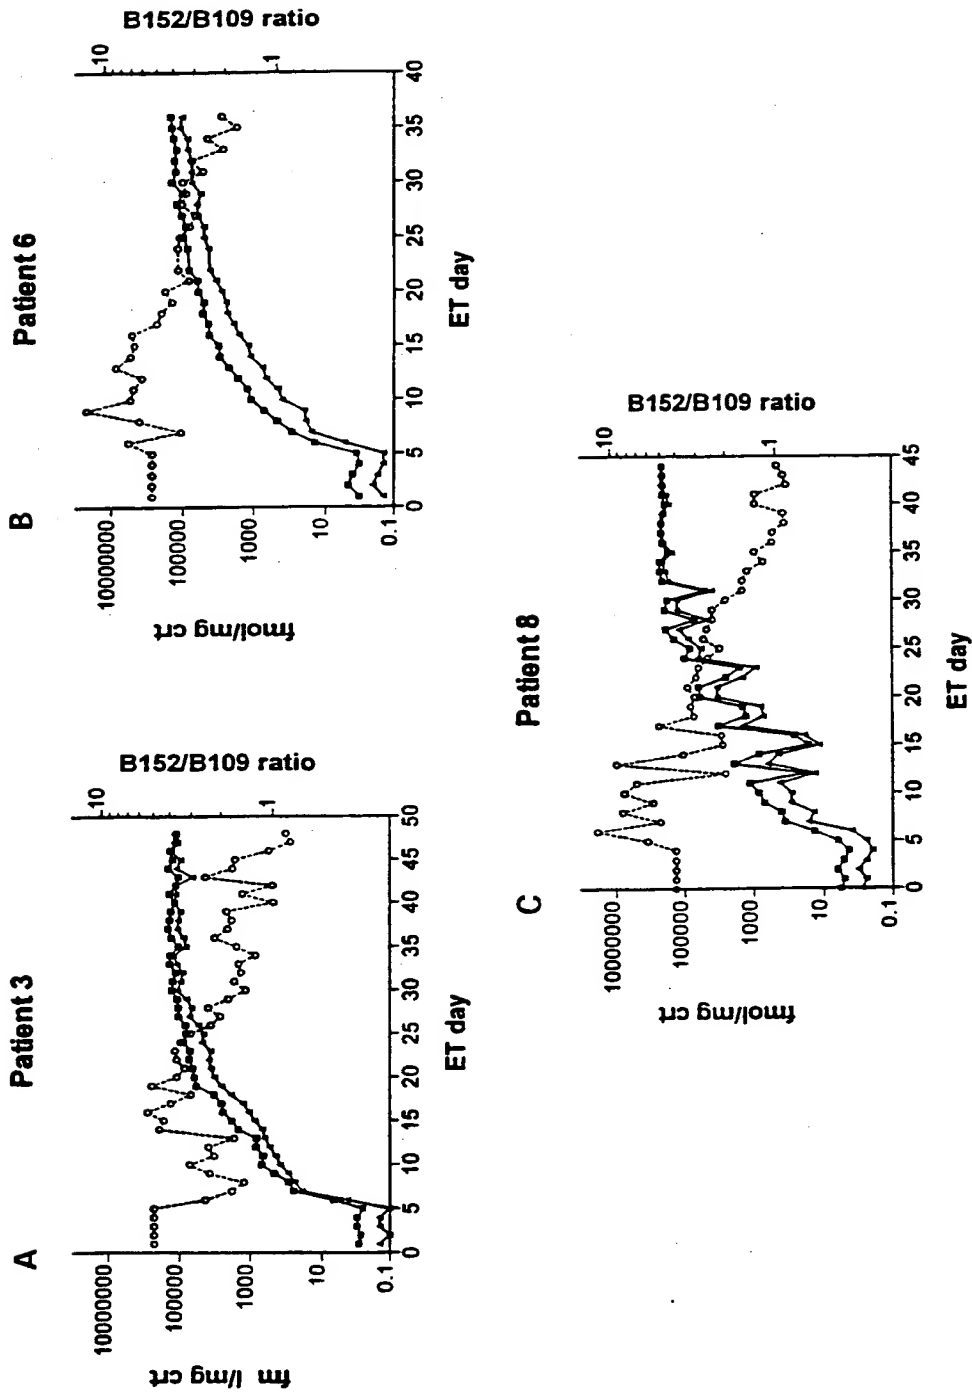 A
Patient 3
fm l/mg crt
10000000
100000
1000
10
0.1
B152/B109 ratio
10
1
0 5 10 15 20 25 30 35 40 45 50
ET day
B
Patient 6
fmol/mg crt
10000000
100000
1000
10
0.1
B152/B109 ratio
10
1
0 5 10 15 20 25 30 35 40
ET day
C
Patient 8
fmol/mg crt
10000000
100000
1000
10
0.1
B152/B109 ratio
10
1
0 5 10 15 20 25 30 35 40 45
ET day